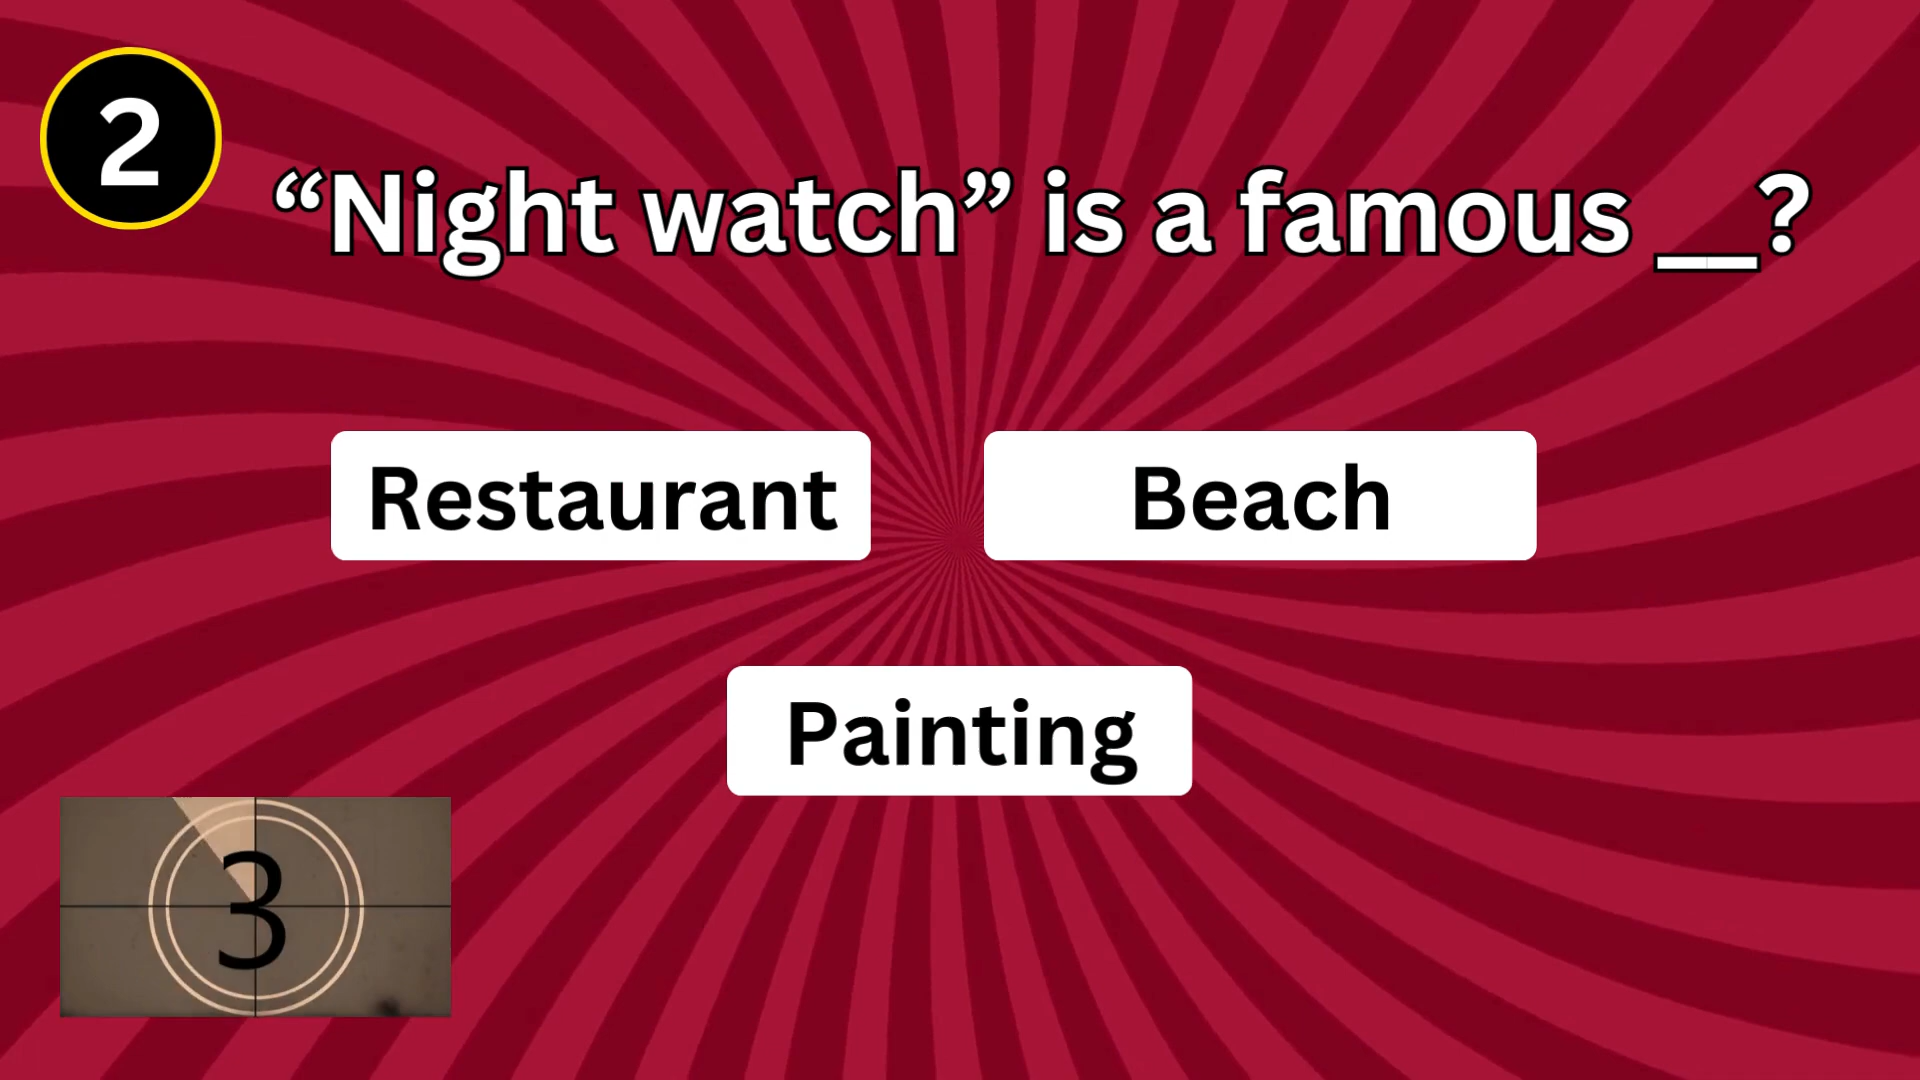 2
“Night watch” is a famous __?
Restaurant
Beach
Painting
3